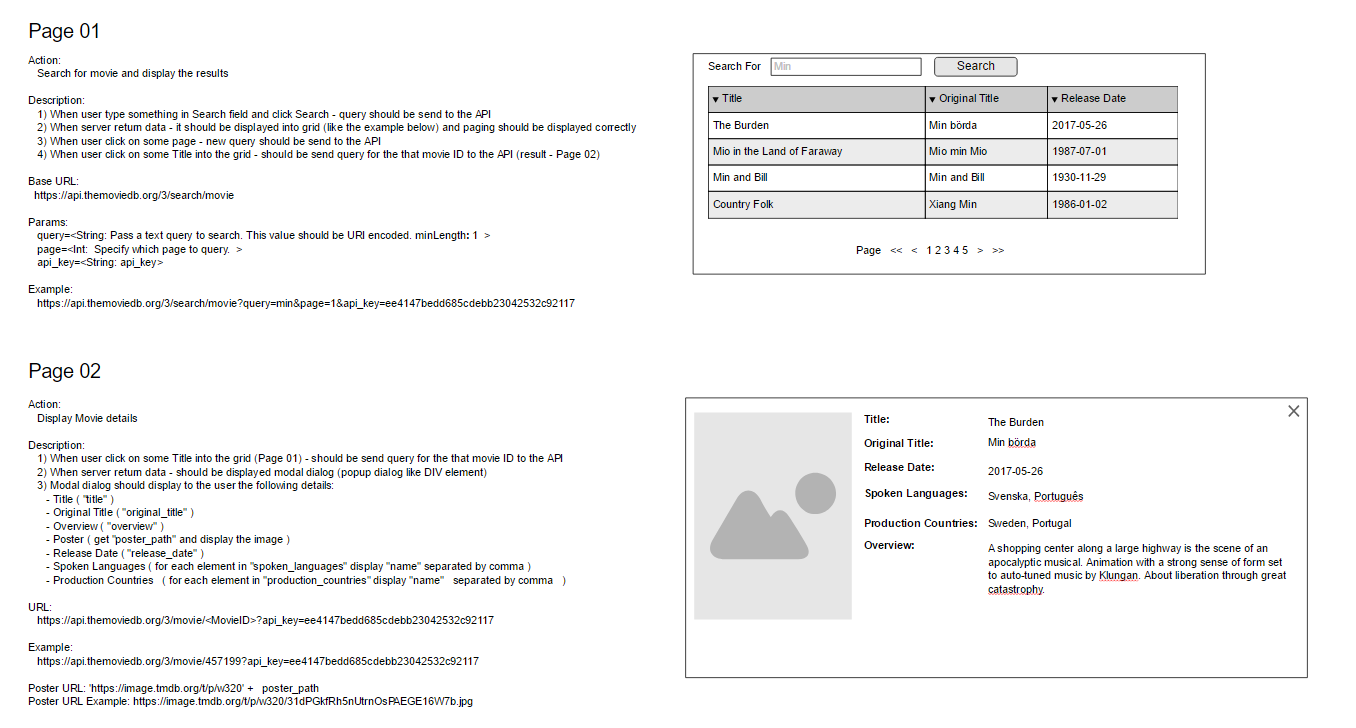 Page 01
Action:
Search for movie and display the results
Description:
1) When user type something in Search field and click Search - query should be send to the API
2) When server return data - it should be displayed into grid (like the example below) and paging should be displayed correctly
3) When user click on some page - new query should be send to the API
4) When user click on some Title into the grid - should be send query for the that movie ID to the API (result - Page 02)
Base URL:
https://api.themoviedb.org/3/search/movie
Params:
query=<String: Pass a text query to search. This value should be URI encoded. minLength: 1 >
page=<Int: Specify which page to query. >
api_key=<String: api_key>
Example:
https://api.themoviedb.org/3/search/movie?query=min&page=1&api_key=ee4147bedd685cdebb23042532c92117
Search For Min Search
▼ Title ▼ Original Title ▼ Release Date
The Burden Min börda 2017-05-26
Mio in the Land of Faraway Mio min Mio 1987-07-01
Min and Bill Min and Bill 1930-11-29
Country Folk Xiang Min 1986-01-02
Page << < 1 2 3 4 5 > >>
Page 02
Action:
Display Movie details
Description:
1) When user click on some Title into the grid (Page 01) - should be send query for the that movie ID to the API
2) When server return data - should be displayed modal dialog (popup dialog like DIV element)
3) Modal dialog should display to the user the following details:
- Title ( "title" )
- Original Title ( "original_title" )
- Overview ( "overview" )
- Poster ( get "poster_path" and display the image )
- Release Date ( "release_date" )
- Spoken Languages ( for each element in "spoken_languages" display "name" separated by comma )
- Production Countries ( for each element in "production_countries" display "name" separated by comma )
URL:
https://api.themoviedb.org/3/movie/<MovieID>?api_key=ee4147bedd685cdebb23042532c92117
Example:
https://api.themoviedb.org/3/movie/457199?api_key=ee4147bedd685cdebb23042532c92117
Poster URL: 'https://image.tmdb.org/t/p/w320' + poster_path
Poster URL Example: https://image.tmdb.org/t/p/w320/31dPGkfRh5nUtrnOsPAEGE16W7b.jpg
Title: The Burden
Original Title: Min börda
Release Date: 2017-05-26
Spoken Languages: Svenska, Português
Production Countries: Sweden, Portugal
Overview: A shopping center along a large highway is the scene of an
apocalyptic musical. Animation with a strong sense of form set
to auto-tuned music by Klungan. About liberation through great
catastrophy.